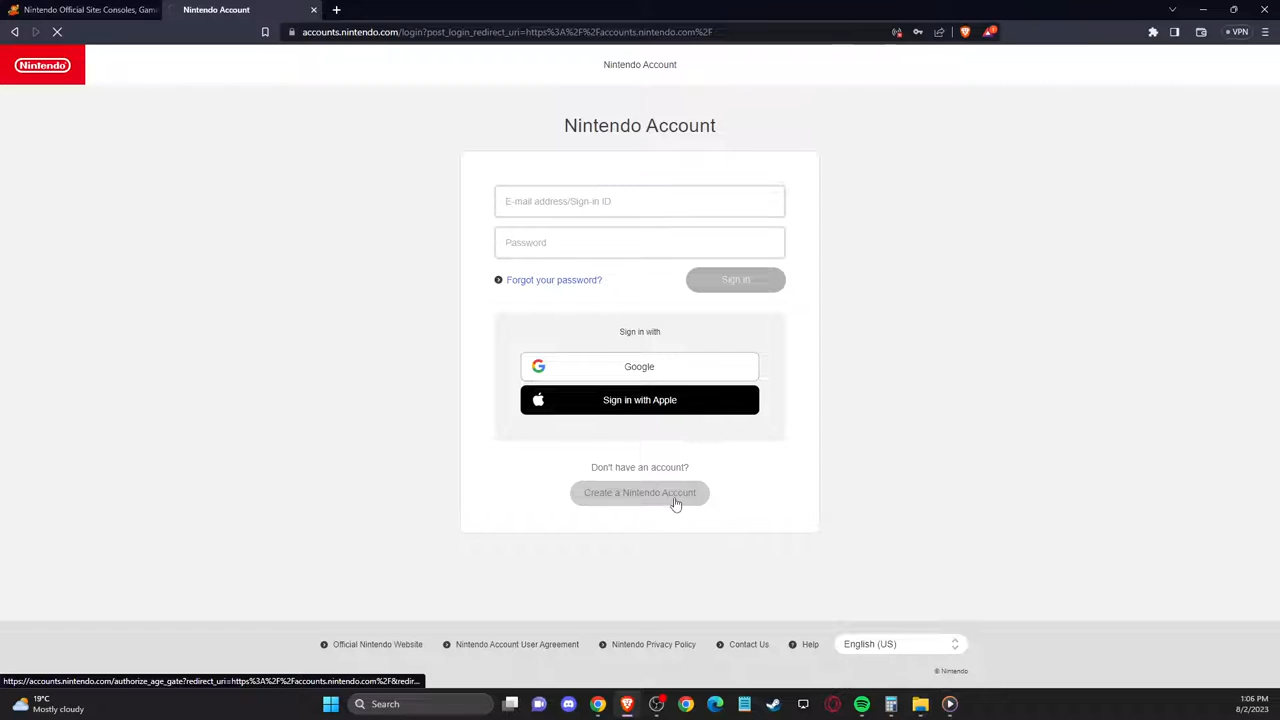 Nintendo Official Site: Consoles, Gam
Nintendo Account
accounts.nintendo.com/login?post_login_redirect_uri=https%3A%2F%2Faccounts.nintendo.com%2F
VPN
Nintendo
Nintendo Account
Nintendo Account
E-mail address/Sign-in ID
Password
Forgot your password?
Sign in
Sign in with
Google
Sign in with Apple
Don't have an account?
Create a Nintendo Account
Official Nintendo Website
Nintendo Account User Agreement
Nintendo Privacy Policy
Contact Us
Help
English (US)
© Nintendo
https://accounts.nintendo.com/authorize_age_gate?redirect_uri=https%3A%2F%2Faccounts.nintendo.com%2F&redir...
19°C
Mostly cloudy
Search
1:06 PM
8/2/2023